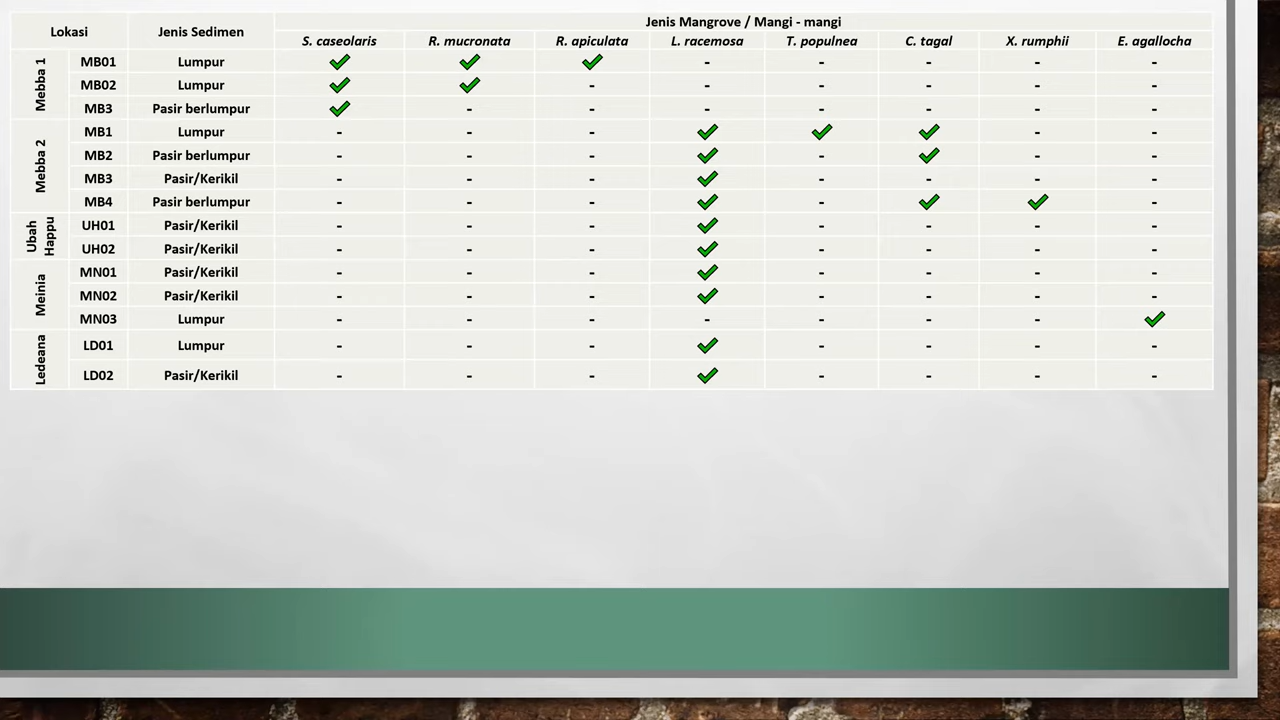 Lokasi Jenis Sedimen Jenis Mangrove / Mangi - mangi
S. caseolaris R. mucronata R. apiculata L. racemosa T. populnea C. tagal X. rumphii E. agallocha
Mebba 1 MB01 Lumpur ✓ ✓ ✓ - - - - -
MB02 Lumpur ✓ ✓ - - - - - -
MB3 Pasir berlumpur ✓ - - - - - - -
Mebba 2 MB1 Lumpur - - - ✓ ✓ ✓ - -
MB2 Pasir berlumpur - - - ✓ - ✓ - -
MB3 Pasir/Kerikil - - - ✓ - - - -
MB4 Pasir berlumpur - - - ✓ - ✓ ✓ -
Ubah Happu UH01 Pasir/Kerikil - - - ✓ - - - -
UH02 Pasir/Kerikil - - - ✓ - - - -
Meinia MN01 Pasir/Kerikil - - - ✓ - - - -
MN02 Pasir/Kerikil - - - ✓ - - - -
MN03 Lumpur - - - - - - - ✓
Ledeana LD01 Lumpur - - - ✓ - - - -
LD02 Pasir/Kerikil - - - ✓ - - - -